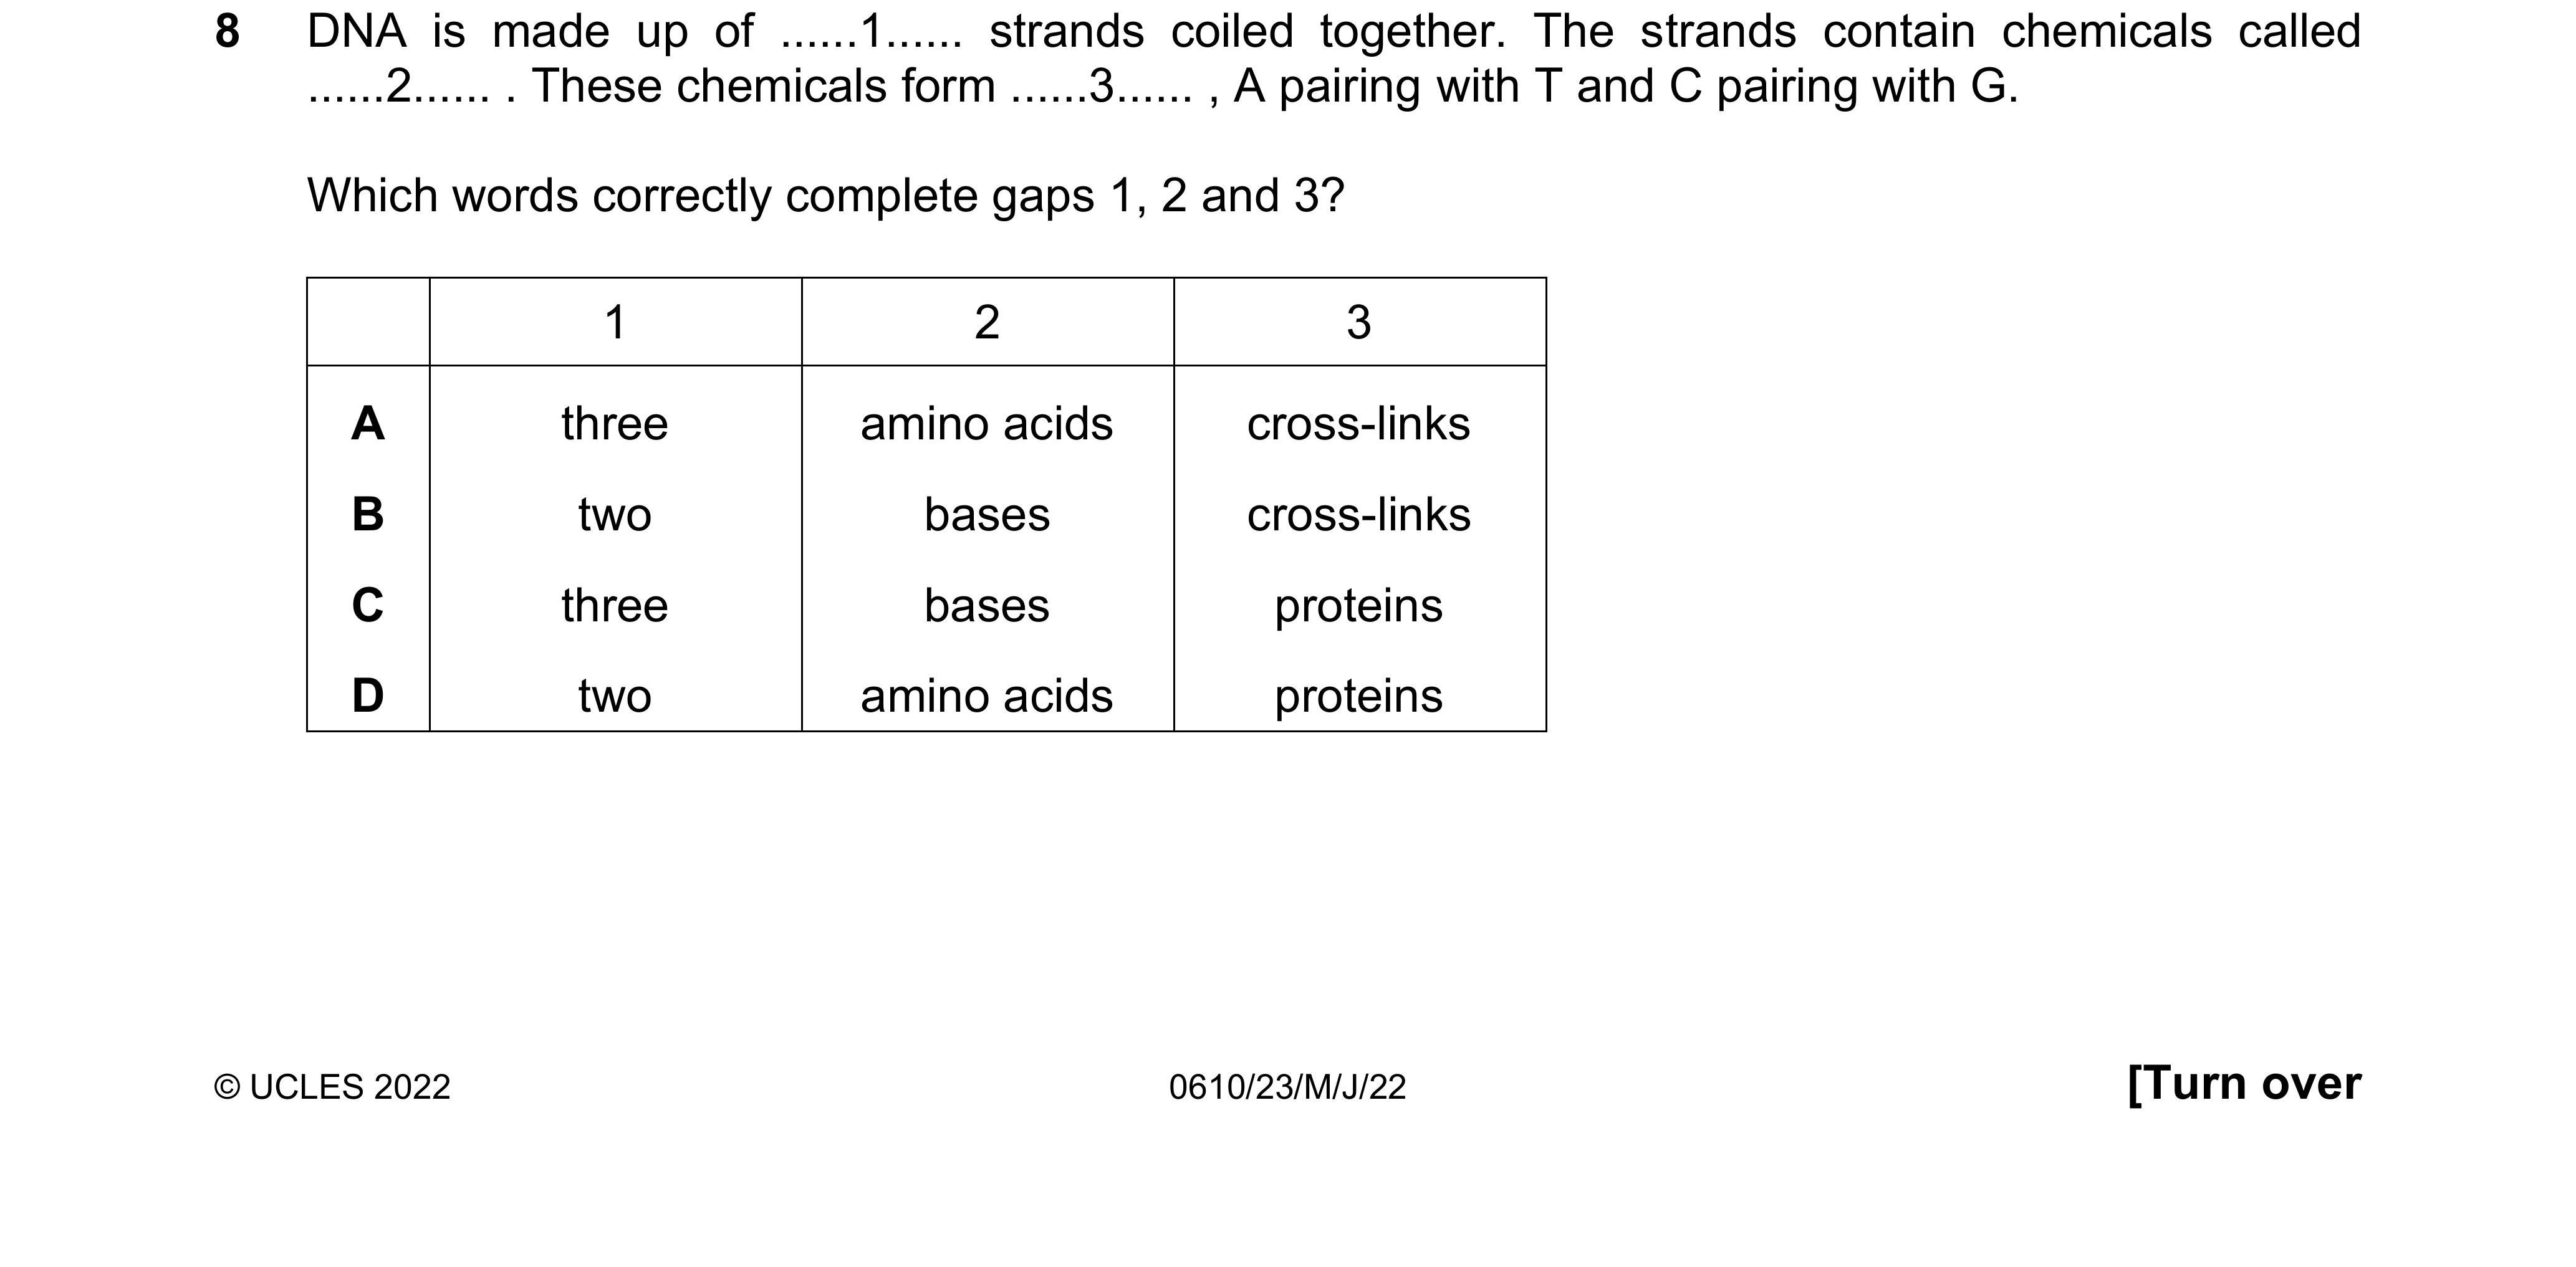 8 DNA is made up of ......1...... strands coiled together. The strands contain chemicals called
......2...... . These chemicals form ......3...... , A pairing with T and C pairing with G.
Which words correctly complete gaps 1, 2 and 3?
1 2 3
A three amino acids cross-links
B two bases cross-links
C three bases proteins
D two amino acids proteins
© UCLES 2022 0610/23/M/J/22 [Turn over